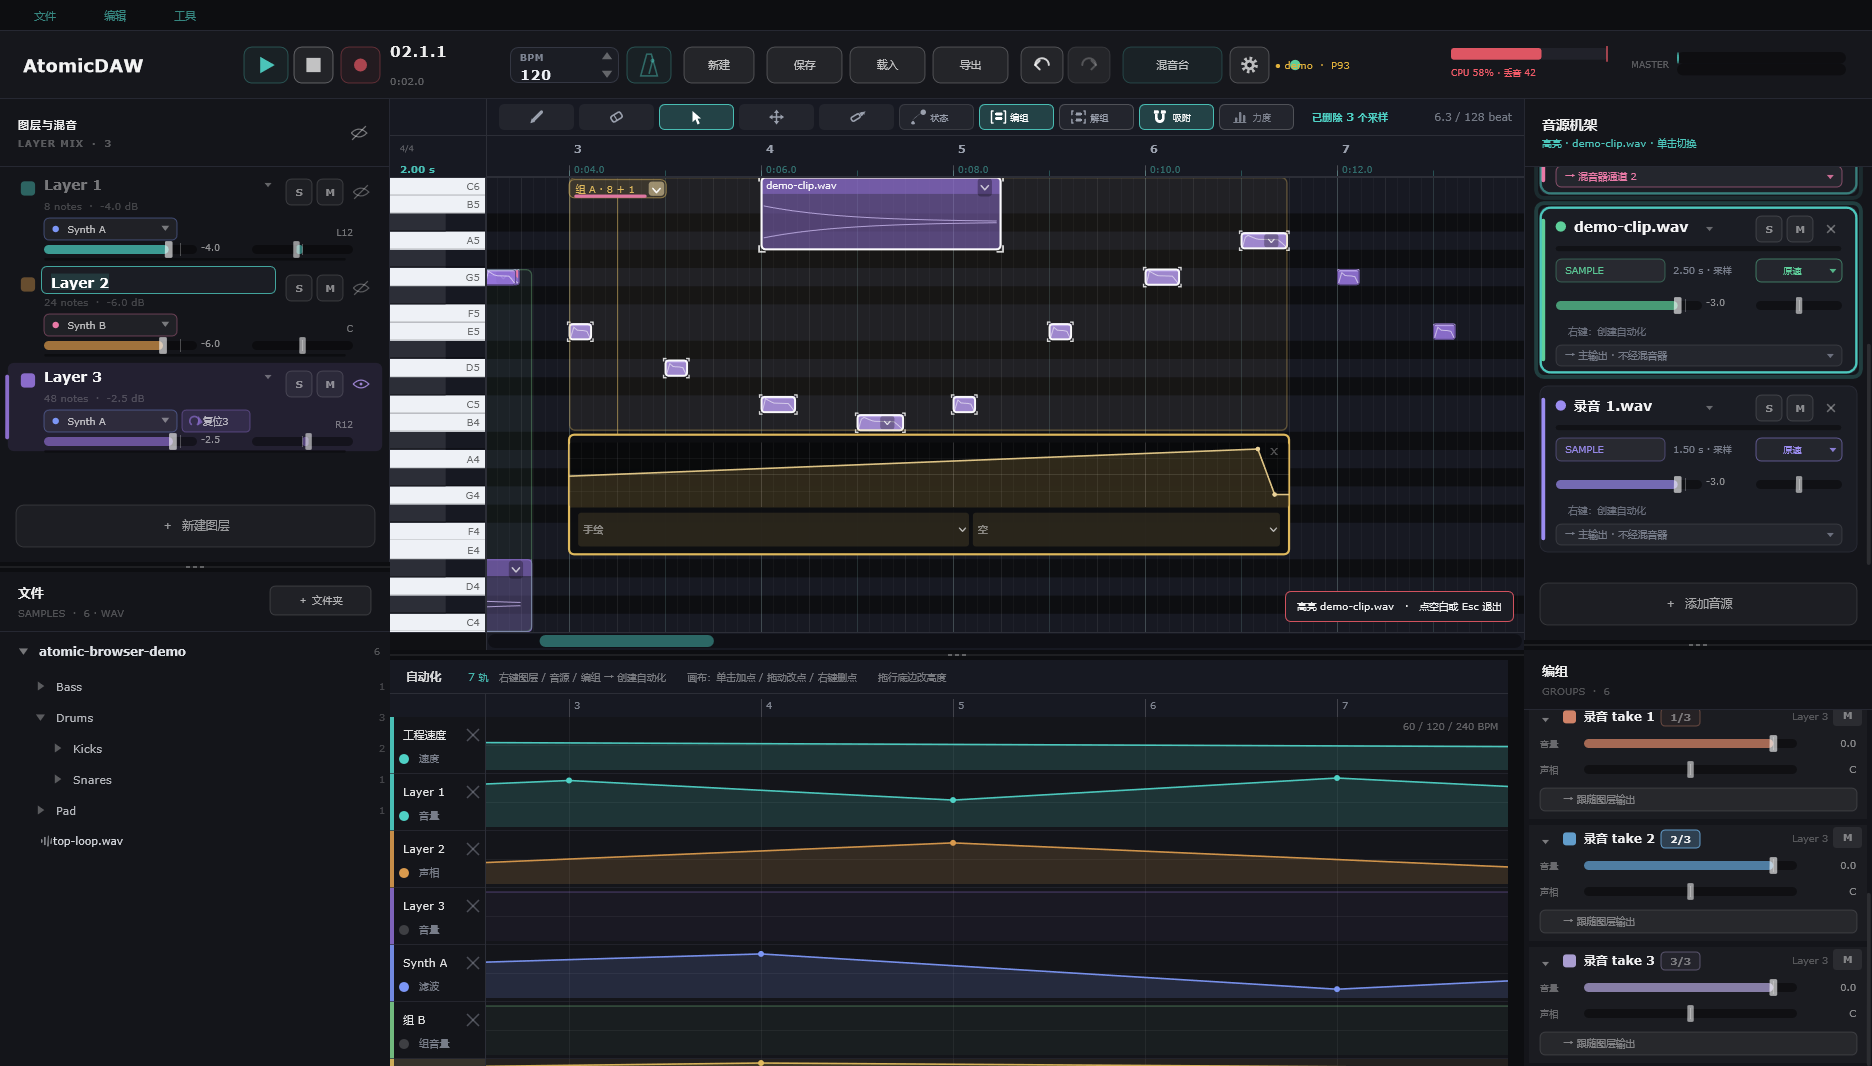 文件 编辑 工具
AtomicDAW
02.1.1
0:02.0
BPM
120
新建 保存 载入 导出
混音台
demo · P93
CPU 58% · 丢音 42
MASTER
图层与混音
LAYER MIX · 3
Layer 1
S M
8 notes · -4.0 dB
Synth A
L12
-4.0
Layer 2
S M
24 notes · -6.0 dB
Synth B
C
-6.0
Layer 3
S M
48 notes · -2.5 dB
Synth A
复位3
R12
-2.5
+ 新建图层
文件
SAMPLES · 6 · WAV
+ 文件夹
atomic-browser-demo 6
Bass 1
Drums 3
Kicks 2
Snares 1
Pad 1
top-loop.wav
状态 编组 解组 吸附 力度
已删除 3 个采样
6.3 / 128 beat
4/4
3 4 5 6 7
2.00 s
0:04.0 0:06.0 0:08.0 0:10.0 0:12.0
C6
B5
A5
G5
F5
E5
D5
C5
B4
A4
G4
F4
E4
D4
C4
组 A · 8 + 1
demo-clip.wav
x
手绘
空
高亮 demo-clip.wav · 点空白或 Esc 退出
自动化
7 轨
右键图层 / 音源 / 编组 → 创建自动化
画布: 单击加点 / 拖动改点 / 右键删点
拖行底边改高度
3 4 5 6 7
60 / 120 / 240 BPM
工程速度
速度
Layer 1
音量
Layer 2
声相
Layer 3
音量
Synth A
滤波
组 B
组音量
音源机架
高亮 · demo-clip.wav · 单击切换
→ 混音器通道 2
demo-clip.wav
S M
SAMPLE
2.50 s · 采样
原速
-3.0
右键: 创建自动化
→ 主输出 · 不经混音器
录音 1.wav
S M
SAMPLE
1.50 s · 采样
原速
-3.0
右键: 创建自动化
→ 主输出 · 不经混音器
+ 添加音源
编组
GROUPS · 6
录音 take 1
1/3
Layer 3
M
音量
0.0
声相
C
→ 跟随图层输出
录音 take 2
2/3
Layer 3
M
音量
0.0
声相
C
→ 跟随图层输出
录音 take 3
3/3
Layer 3
M
音量
0.0
声相
C
→ 跟随图层输出